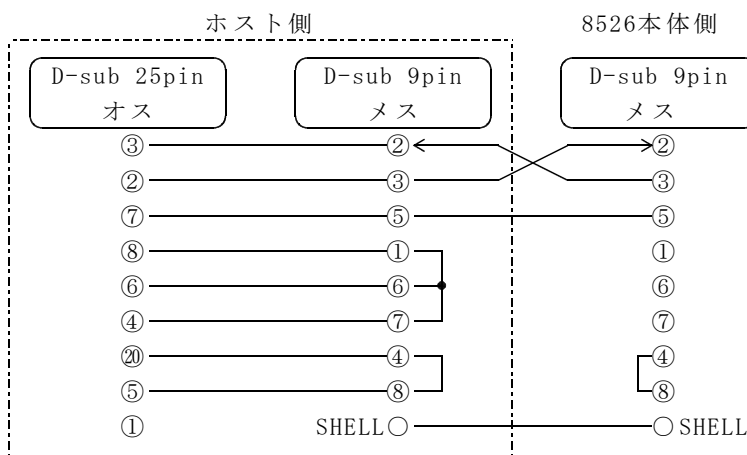 ホスト側 8526本体側
D-sub 25pin D-sub 9pin D-sub 9pin
オス メス メス
③ ② ②
② ③ ③
⑦ ⑤ ⑤
⑧ ① ①
⑥ ⑥ ⑥
④ ⑦ ⑦
⑳ ④ ④
⑤ ⑧ ⑧
① SHELL SHELL